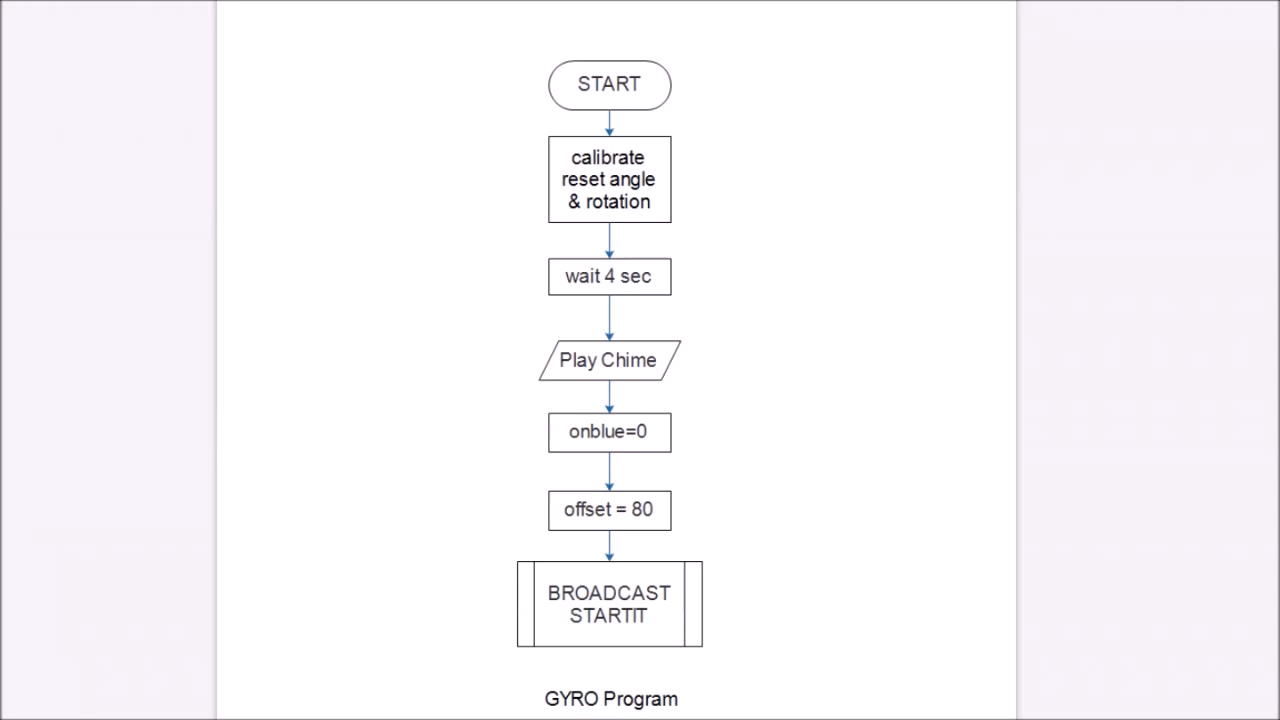 START
calibrate
reset angle
& rotation
wait 4 sec
Play Chime
onblue=0
offset = 80
BROADCAST
STARTIT
GYRO Program